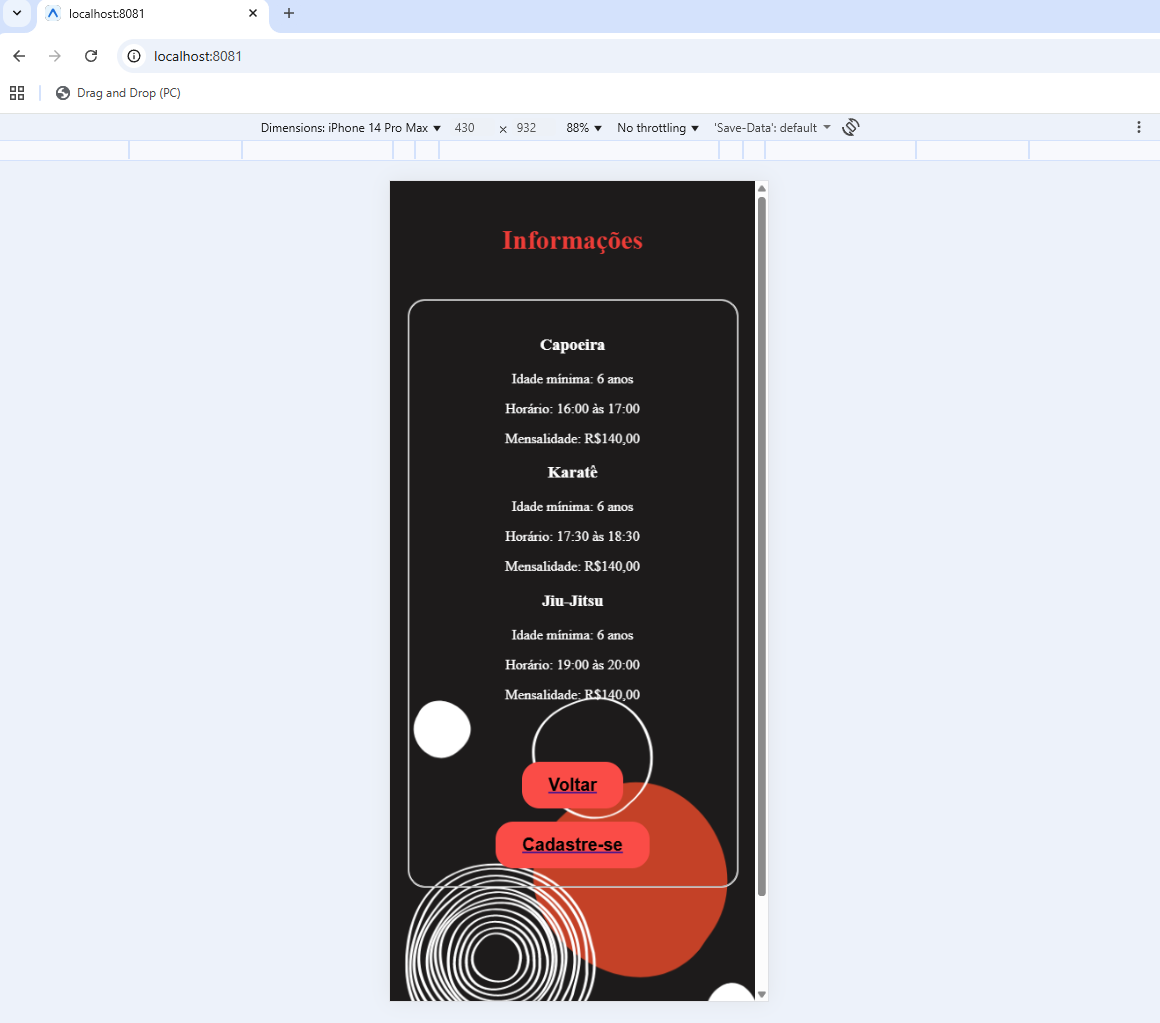 localhost:8081
localhost:8081
Drag and Drop (PC)
Dimensions: iPhone 14 Pro Max 430 × 932 88% No throttling 'Save-Data': default
Informações
Capoeira
Idade mínima: 6 anos
Horário: 16:00 às 17:00
Mensalidade: R$140,00
Karatê
Idade mínima: 6 anos
Horário: 17:30 às 18:30
Mensalidade: R$140,00
Jiu-Jitsu
Idade mínima: 6 anos
Horário: 19:00 às 20:00
Mensalidade: R$140,00
Voltar
Cadastre-se